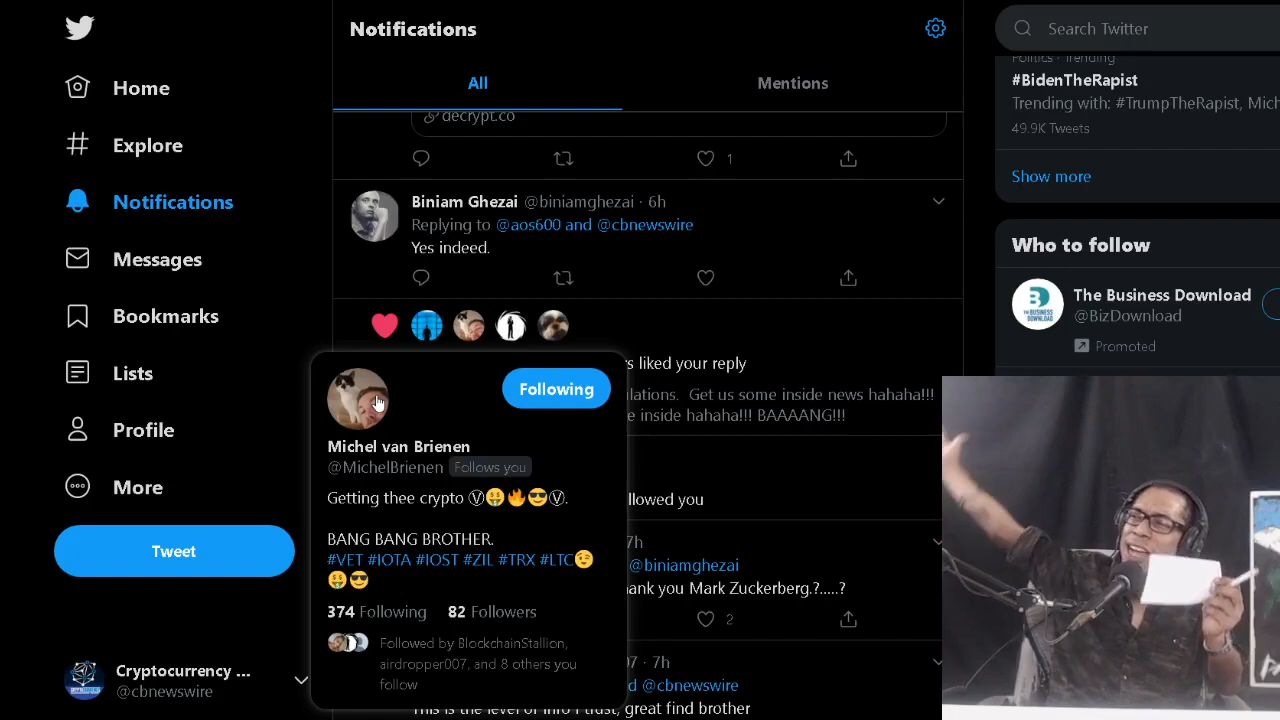 Notifications
All
Mentions
Home
Explore
Notifications
Messages
Bookmarks
Lists
Profile
More
Tweet
Cryptocurrency ...
@cbnewswire
decrypt.co
1
Biniam Ghezai @biniamghezai · 6h
Replying to @aos600 and @cbnewswire
Yes indeed.
s liked your reply
ulations. Get us some inside news hahaha!!!
e inside hahaha!!! BAAAANG!!!
llowed you
7h
@biniamghezai
ank you Mark Zuckerberg.?.....?
2
07 · 7h
d @cbnewswire
This is the level of info I trust, great find brother
Following
Michel van Brienen
@MichelBrienen Follows you
Getting thee crypto Ⓥ🤑🔥😎Ⓥ.
BANG BANG BROTHER.
#VET #IOTA #IOST #ZIL #TRX #LTC😉
🤑😎
374 Following 82 Followers
Followed by BlockchainStallion,
airdropper007, and 8 others you
follow
Search Twitter
Politics · Trending
#BidenTheRapist
Trending with: #TrumpTheRapist, Mich
49.9K Tweets
Show more
Who to follow
The Business Download
@BizDownload
Promoted